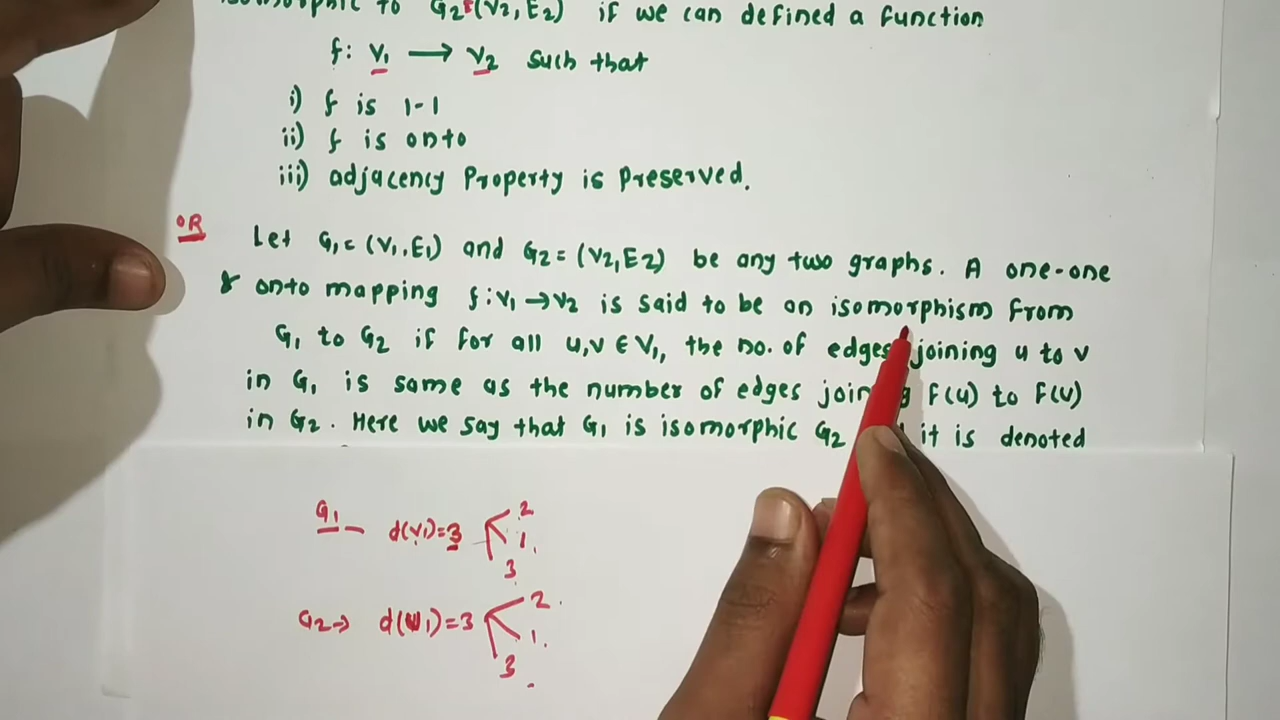 to G2 (V2, E2) if we can defined a function
f: V1 → V2 such that
i) f is 1-1
ii) f is onto
iii) adjacency Property is Preserved.
OR
Let G1 = (V1, E1) and G2 = (V2, E2) be any two graphs. A one-one
& onto mapping f: V1 → V2 is said to be an isomorphism from
G1 to G2 if for all u,v ∈ V1, the no. of edges joining u to v
in G1 is same as the number of edges f(u) to f(v)
in G2. Here we say that G1 is isomorphic G2 it is denoted
G1 — d(V1)=3 2
1.
3
G2 → d(u1)=3 2.
1.
3